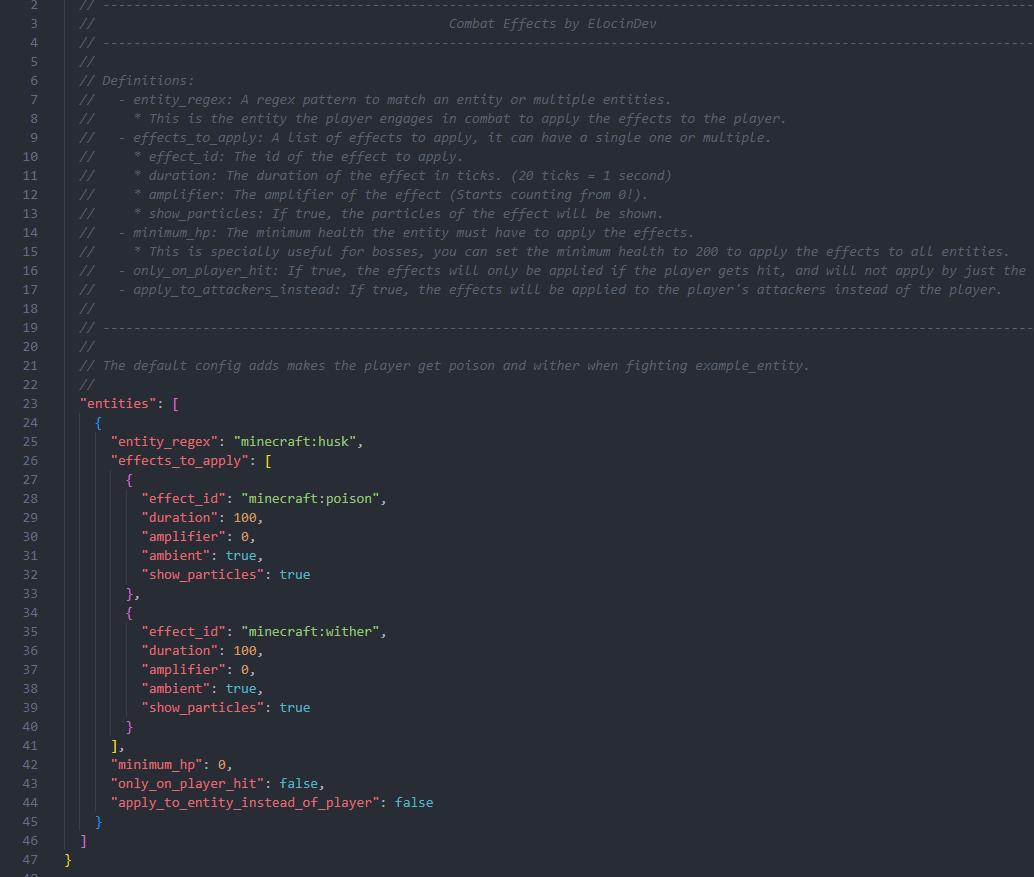 2 // ------------------------------------------------------------------------------------------------------------------------
3 // Combat Effects by ElocinDev
4 // ------------------------------------------------------------------------------------------------------------------------
5 //
6 // Definitions:
7 //   - entity_regex: A regex pattern to match an entity or multiple entities.
8 //     * This is the entity the player engages in combat to apply the effects to the player.
9 //   - effects_to_apply: A list of effects to apply, it can have a single one or multiple.
10 //     * effect_id: The id of the effect to apply.
11 //     * duration: The duration of the effect in ticks. (20 ticks = 1 second)
12 //     * amplifier: The amplifier of the effect (Starts counting from 0!).
13 //     * show_particles: If true, the particles of the effect will be shown.
14 //   - minimum_hp: The minimum health the entity must have to apply the effects.
15 //     * This is specially useful for bosses, you can set the minimum health to 200 to apply the effects to all entities.
16 //   - only_on_player_hit: If true, the effects will only be applied if the player gets hit, and will not apply by just the
17 //   - apply_to_attackers_instead: If true, the effects will be applied to the player's attackers instead of the player.
18 //
19 // ------------------------------------------------------------------------------------------------------------------------
20 //
21 // The default config adds makes the player get poison and wither when fighting example_entity.
22 //
23 "entities": [
24   {
25     "entity_regex": "minecraft:husk",
26     "effects_to_apply": [
27       {
28         "effect_id": "minecraft:poison",
29         "duration": 100,
30         "amplifier": 0,
31         "ambient": true,
32         "show_particles": true
33       },
34       {
35         "effect_id": "minecraft:wither",
36         "duration": 100,
37         "amplifier": 0,
38         "ambient": true,
39         "show_particles": true
40       }
41     ],
42     "minimum_hp": 0,
43     "only_on_player_hit": false,
44     "apply_to_entity_instead_of_player": false
45   }
46 ]
47 }